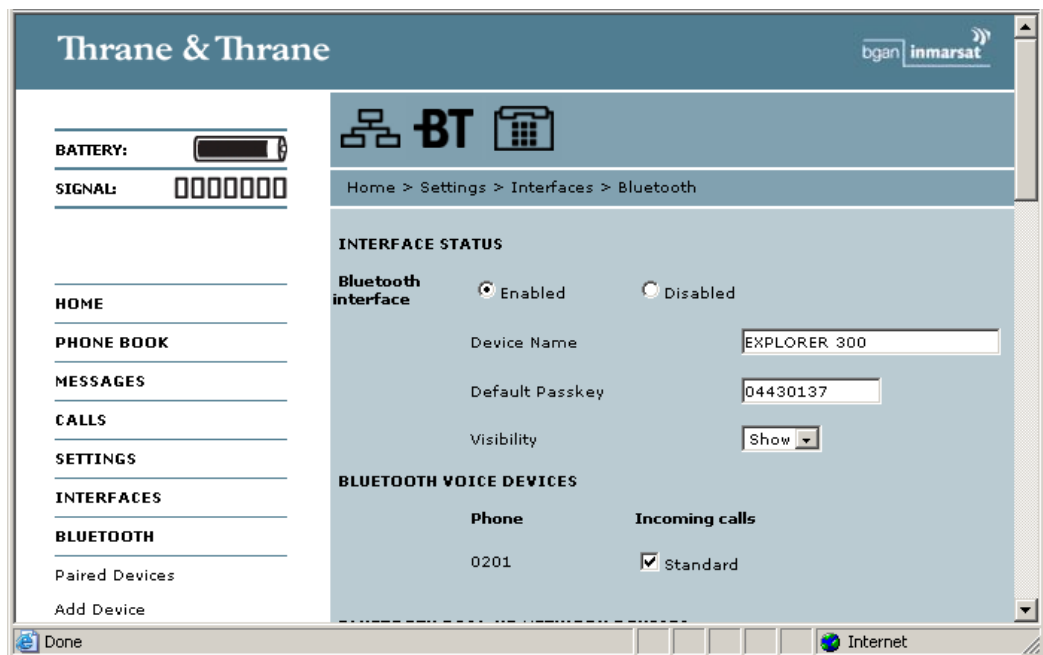 Thrane & Thrane
bgan inmarsat
BATTERY:
SIGNAL:
BT
Home > Settings > Interfaces > Bluetooth
INTERFACE STATUS
Bluetooth interface
Enabled
Disabled
Device Name
EXPLORER 300
Default Passkey
04430137
Visibility
Show
BLUETOOTH VOICE DEVICES
Phone
Incoming calls
0201
Standard
HOME
PHONE BOOK
MESSAGES
CALLS
SETTINGS
INTERFACES
BLUETOOTH
Paired Devices
Add Device
Done
Internet